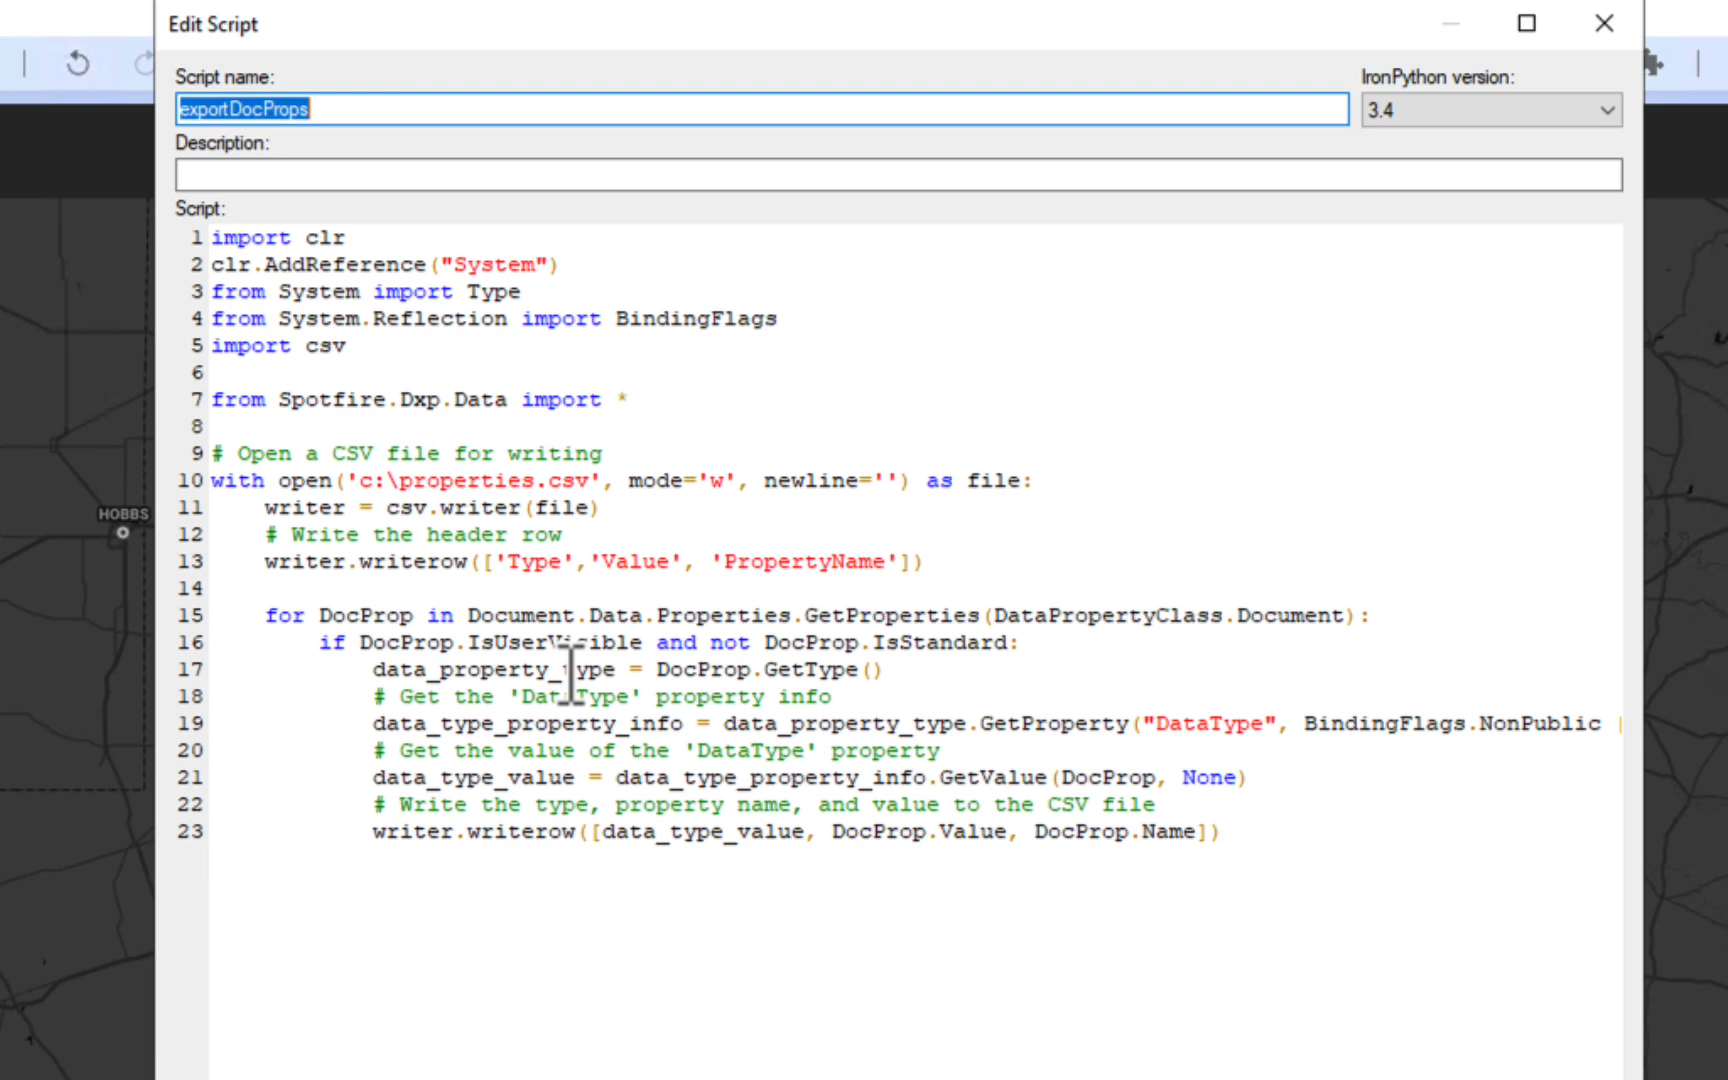 Edit Script
Script name:
IronPython version:
exportDocProps
3.4
Description:
Script:
1 import clr
2 clr.AddReference("System")
3 from System import Type
4 from System.Reflection import BindingFlags
5 import csv
6
7 from Spotfire.Dxp.Data import *
8
9 # Open a CSV file for writing
10 with open('c:\properties.csv', mode='w', newline='') as file:
11     writer = csv.writer(file)
12     # Write the header row
13     writer.writerow(['Type','Value', 'PropertyName'])
14
15     for DocProp in Document.Data.Properties.GetProperties(DataPropertyClass.Document):
16         if DocProp.IsUserVisible and not DocProp.IsStandard:
17             data_property_type = DocProp.GetType()
18             # Get the 'DataType' property info
19             data_type_property_info = data_property_type.GetProperty("DataType", BindingFlags.NonPublic |
20             # Get the value of the 'DataType' property
21             data_type_value = data_type_property_info.GetValue(DocProp, None)
22             # Write the type, property name, and value to the CSV file
23             writer.writerow([data_type_value, DocProp.Value, DocProp.Name])
HOBBS